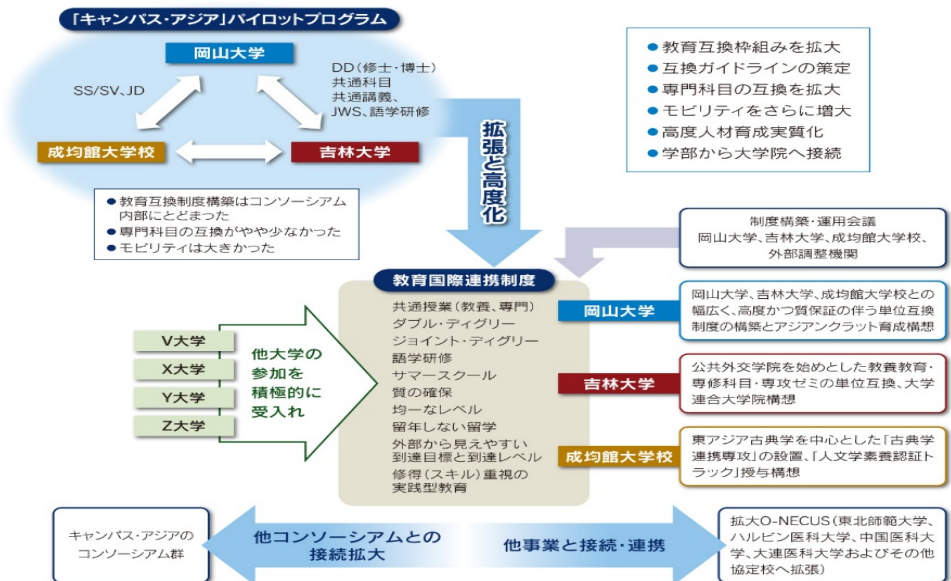 「キャンパス・アジア」パイロットプログラム
岡山大学
SS/SV、JD
DD(修士・博士)
共通科目
共通講義、
JWS、語学研修
成均館大学校
吉林大学
● 教育互換制度構築はコンソーシアム
内部にとどまった
● 専門科目の互換がやや少なかった
● モビリティは大きかった
拡張と高度化
● 教育互換枠組みを拡大
● 互換ガイドラインの策定
● 専門科目の互換を拡大
● モビリティをさらに増大
● 高度人材育成実質化
● 学部から大学院へ接続
制度構築・運用会議
岡山大学、吉林大学、成均館大学校、
外部調整機関
V大学
X大学
Y大学
Z大学
他大学の
参加を
積極的に
受入れ
教育国際連携制度
共通授業(教養、専門)
ダブル・ディグリー
ジョイント・ディグリー
語学研修
サマースクール
質の確保
均一なレベル
留年しない留学
外部から見えやすい
到達目標と到達レベル
修得(スキル)重視の
実践型教育
岡山大学
岡山大学、吉林大学、成均館大学校との
幅広く、高度かつ質保証の伴う単位互換
制度の構築とアジアンクラット育成構想
吉林大学
公共外交学院を始めとした教養教育・
専修科目・専攻ゼミの単位互換、大学
連合大学院構想
成均館大学校
東アジア古典学を中心とした「古典学
連携専攻」の設置、「人文学素養認証ト
ラック」授与構想
キャンパス・アジアの
コンソーシアム群
他コンソーシアムとの
接続拡大
他事業と接続・連携
拡大O-NECUS(東北師範大学、
ハルビン医科大学、中国医科大
学、大連医科大学およびその他
協定校へ拡張)